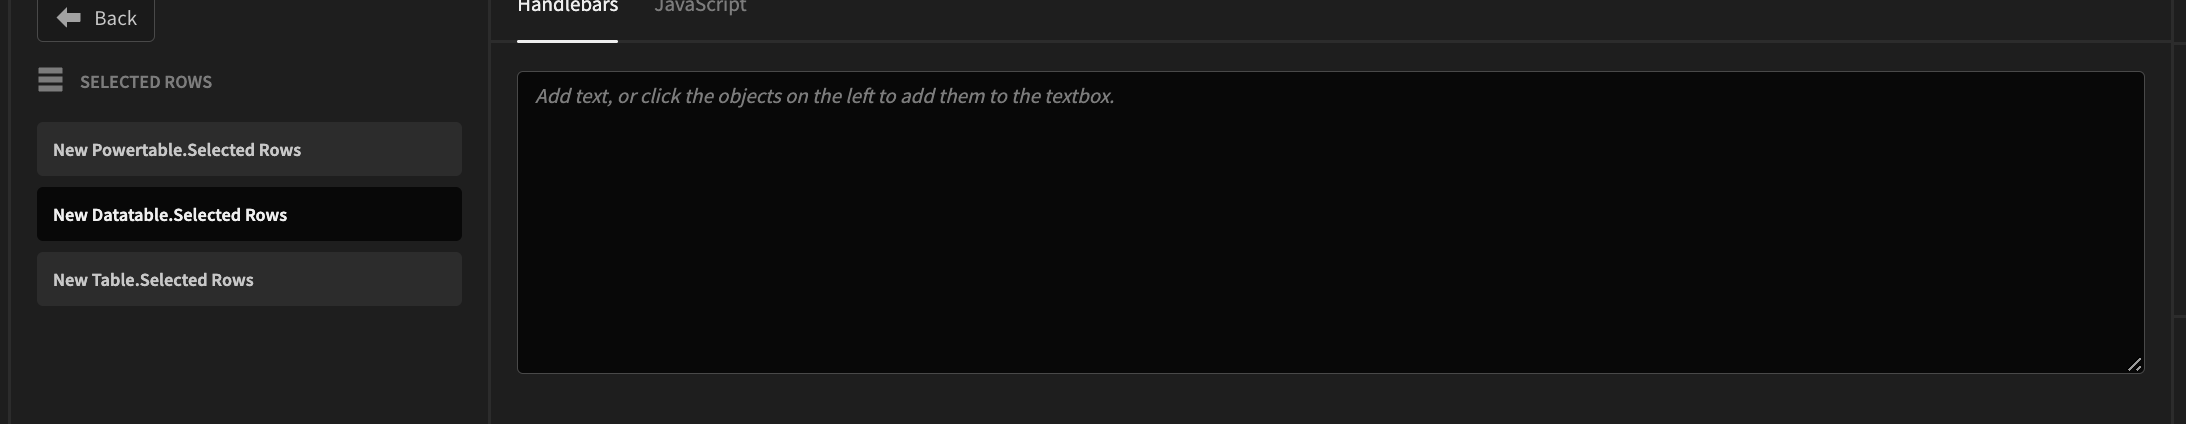 Back
SELECTED ROWS
New Powertable.Selected Rows
New Datatable.Selected Rows
New Table.Selected Rows
Handlebars JavaScript
Add text, or click the objects on the left to add them to the textbox.